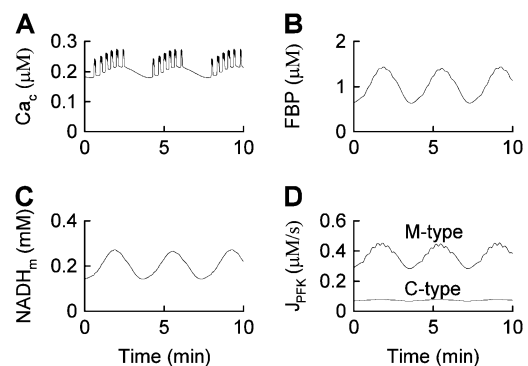 A
B
Ca_c (μM)
0.3
0.2
0.1
0
0
5
10
FBP (μM)
2
1
0
0
5
10
C
D
NADH_m (mM)
0.4
0.2
0
0
5
10
Time (min)
J_PFK (μM/s)
0.6
0.4
0.2
0
M-type
C-type
0
5
10
Time (min)